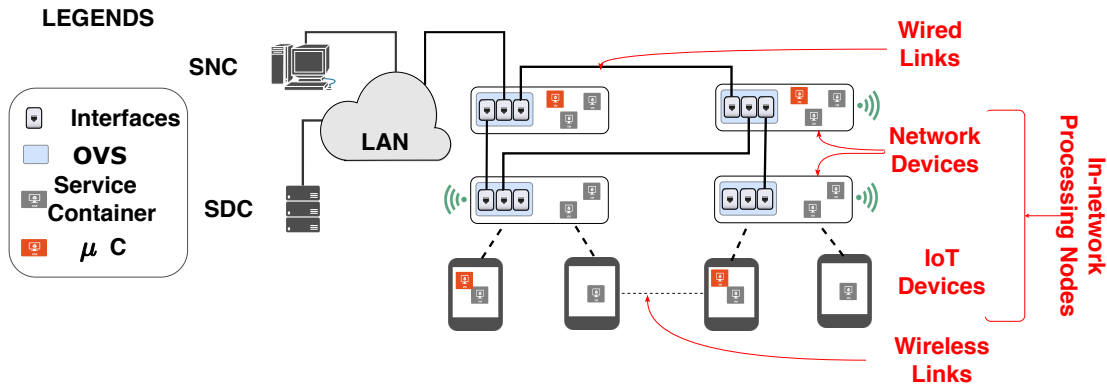 LEGENDS
Interfaces
OVS
Service
Container
μ C
SNC
SDC
LAN
Wired
Links
Network
Devices
IoT
Devices
Wireless
Links
In-network
Processing Nodes